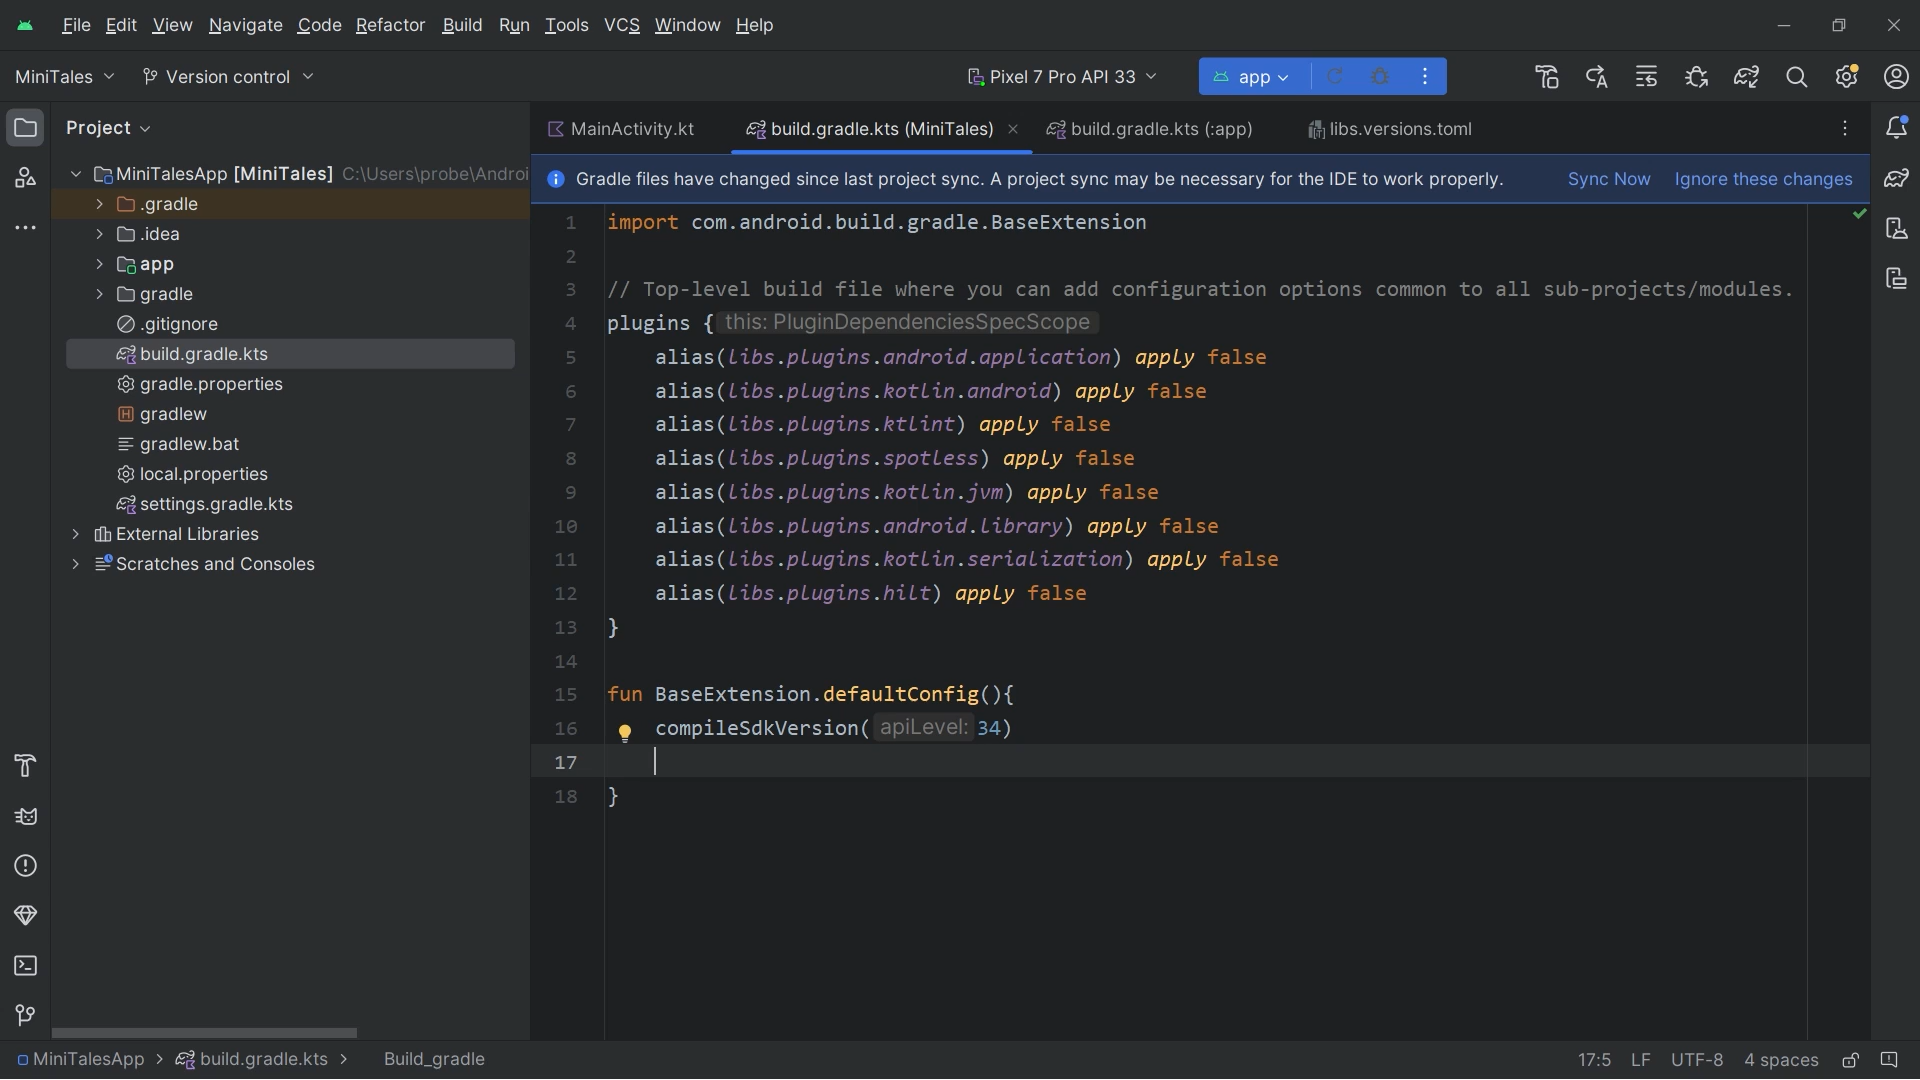 File Edit View Navigate Code Refactor Build Run Tools VCS Window Help
MiniTales Version control Pixel 7 Pro API 33 app
Project
MiniTalesApp [MiniTales] C:\Users\probe\Androi
.gradle
.idea
app
gradle
.gitignore
build.gradle.kts
gradle.properties
gradlew
gradlew.bat
local.properties
settings.gradle.kts
External Libraries
Scratches and Consoles
MainActivity.kt build.gradle.kts (MiniTales) build.gradle.kts (:app) libs.versions.toml
Gradle files have changed since last project sync. A project sync may be necessary for the IDE to work properly. Sync Now Ignore these changes
1 import com.android.build.gradle.BaseExtension
2
3 // Top-level build file where you can add configuration options common to all sub-projects/modules.
4 plugins { this: PluginDependenciesSpecScope
5 alias(libs.plugins.android.application) apply false
6 alias(libs.plugins.kotlin.android) apply false
7 alias(libs.plugins.ktlint) apply false
8 alias(libs.plugins.spotless) apply false
9 alias(libs.plugins.kotlin.jvm) apply false
10 alias(libs.plugins.android.library) apply false
11 alias(libs.plugins.kotlin.serialization) apply false
12 alias(libs.plugins.hilt) apply false
13 }
14
15 fun BaseExtension.defaultConfig(){
16 compileSdkVersion( apiLevel: 34)
17
18 }
MiniTalesApp > build.gradle.kts > Build_gradle 17:5 LF UTF-8 4 spaces